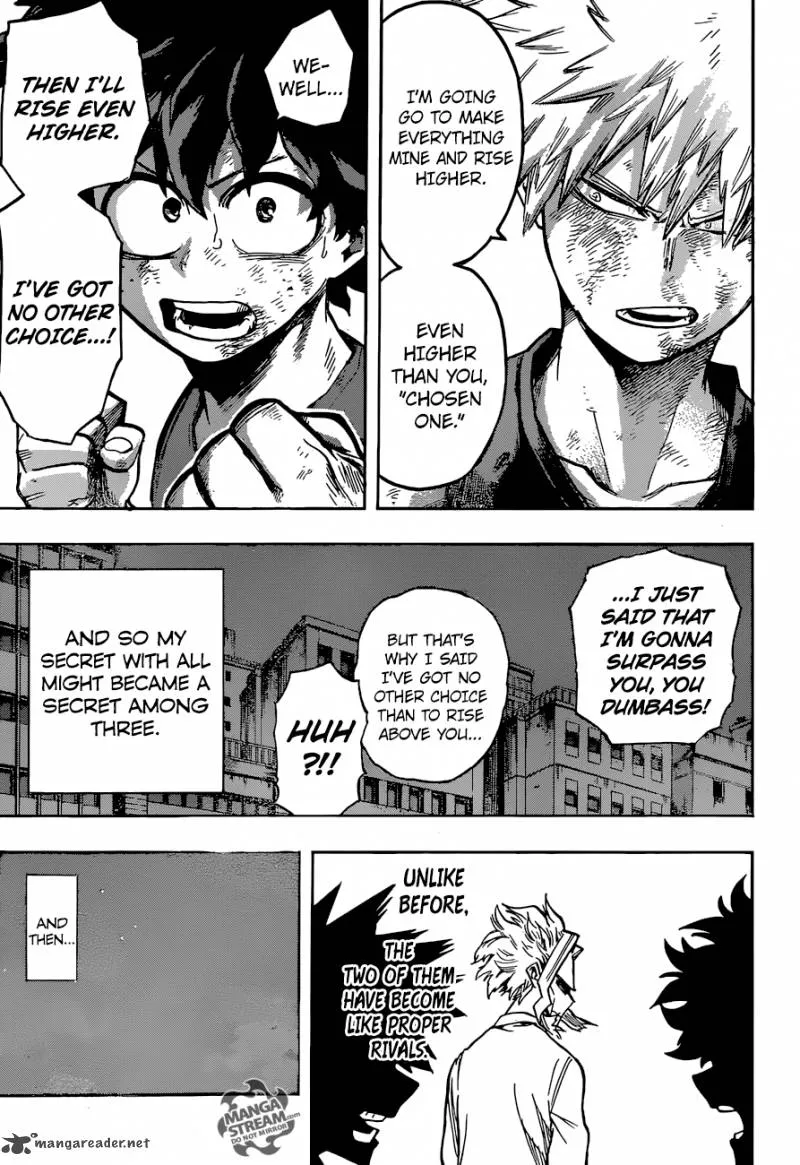 I'M GOING
GO TO MAKE
EVERYTHING
MINE AND RISE
HIGHER.
EVEN
HIGHER
THAN YOU,
"CHOSEN
ONE."
WE-
WELL...
THEN I'LL
RISE EVEN
HIGHER.
I'VE GOT
NO OTHER
CHOICE...!
...I JUST
SAID THAT
I'M GONNA
SURPASS
YOU, YOU
DUMBASS!
BUT THAT'S
WHY I SAID
I'VE GOT NO
OTHER CHOICE
THAN TO RISE
ABOVE YOU...
HUH
?!!
AND SO MY
SECRET WITH ALL
MIGHT BECAME A
SECRET AMONG
THREE.
UNLIKE
BEFORE,
THE
TWO OF THEM
HAVE BECOME
LIKE PROPER
RIVALS.
AND
THEN...
MANGA
STREAM.com
DO NOT MIRROR!
mangareader.net